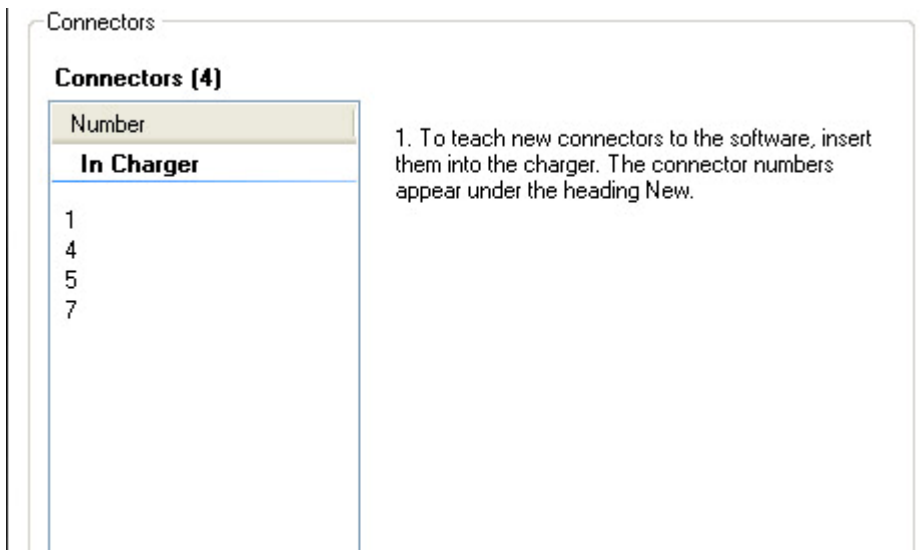 Connectors
Connectors (4)
Number
In Charger
1
4
5
7
1. To teach new connectors to the software, insert
them into the charger. The connector numbers
appear under the heading New.